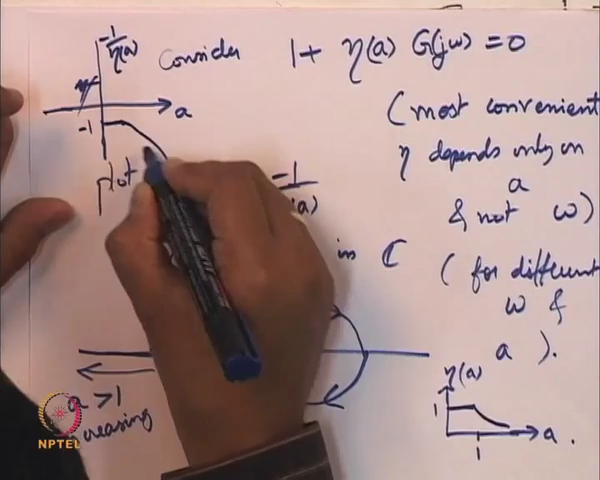 -1/η(a)
Consider 1 + η(a) G(jω) = 0
a
-1
(most convenient
η depends only on
a
& not ω)
plot
-1
(a)
in ℂ
(for different
ω &
a).
a > 1
η(a)
1
a.
1
NPTEL